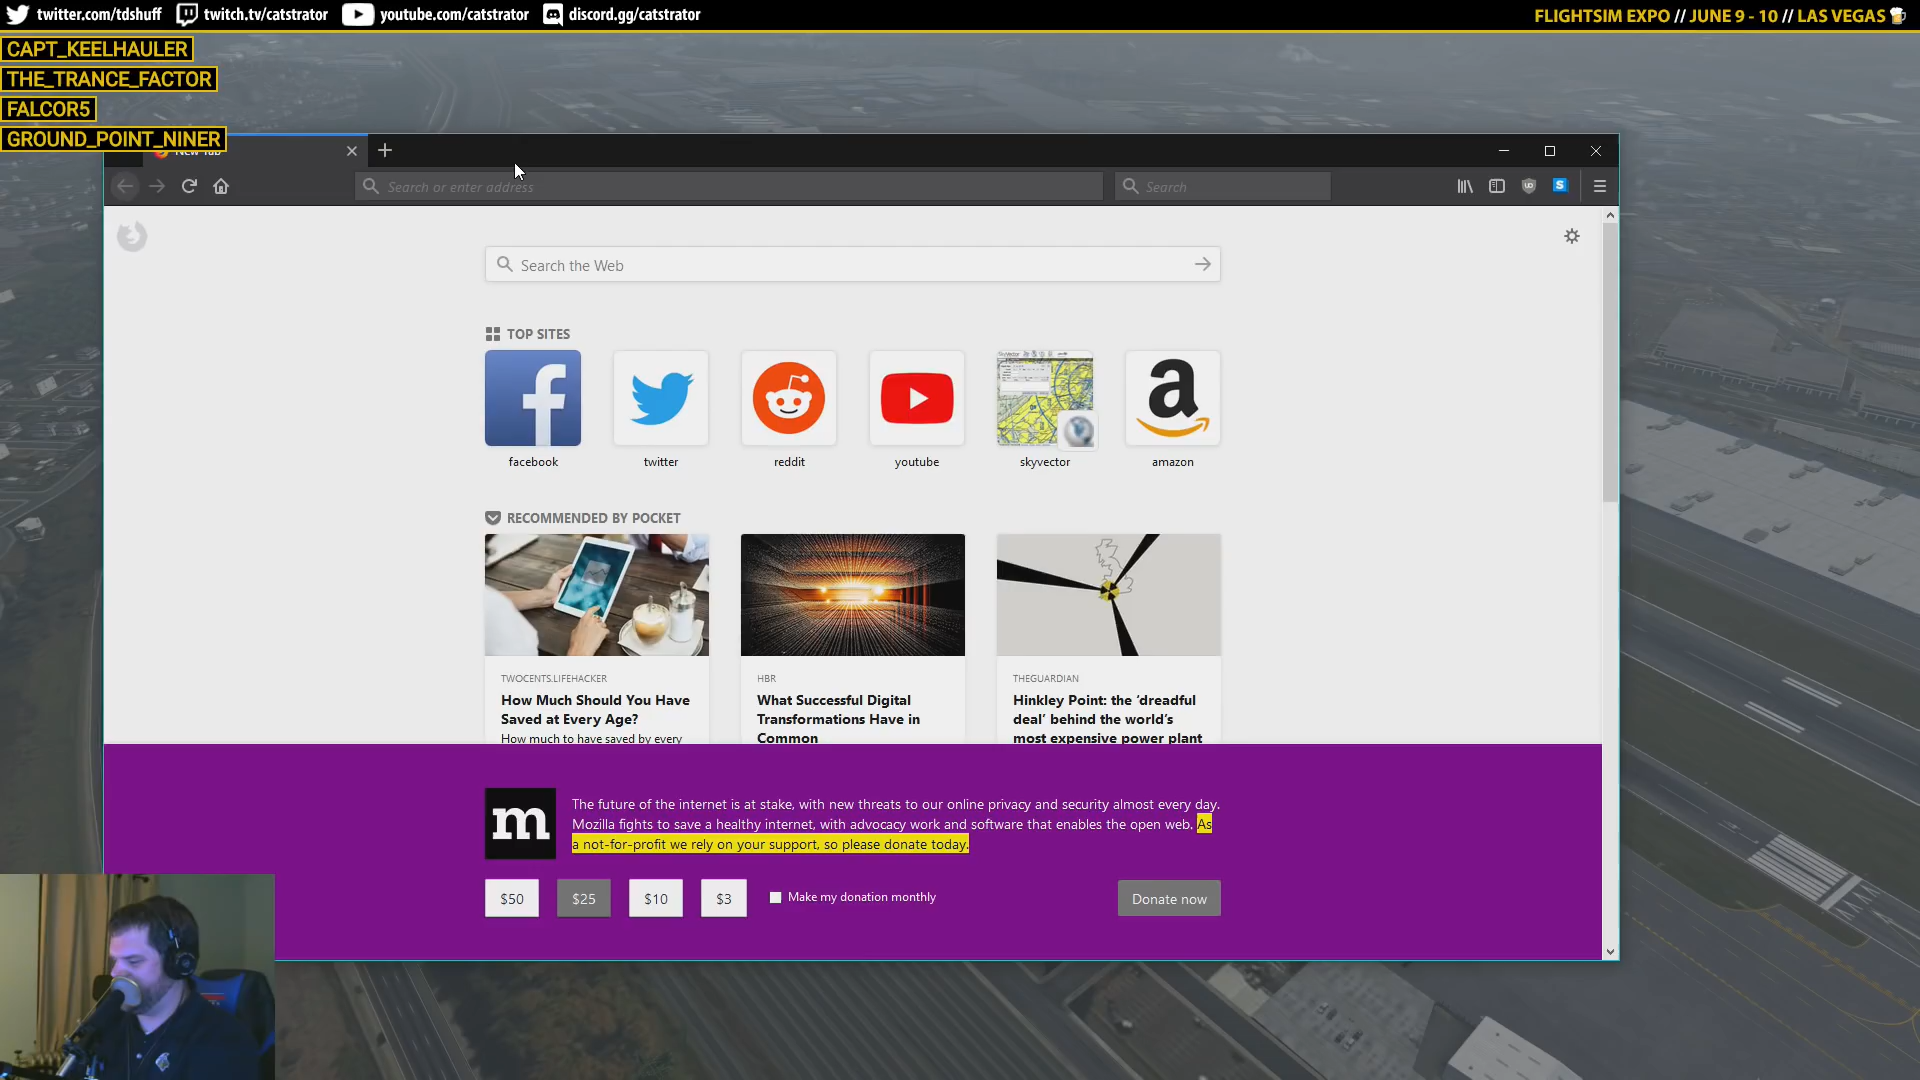 twitter.com/tdshuff
twitch.tv/catstrator
youtube.com/catstrator
discord.gg/catstrator
FLIGHTSIM EXPO // JUNE 9 - 10 // LAS VEGAS
CAPT_KEELHAULER
THE_TRANCE_FACTOR
FALCOR5
GROUND_POINT_NINER
Search or enter address
Search
Search the Web
TOP SITES
facebook
twitter
reddit
youtube
skyvector
amazon
RECOMMENDED BY POCKET
TWOCENTS.LIFEHACKER
How Much Should You Have
Saved at Every Age?
How much to have saved by every
HBR
What Successful Digital
Transformations Have in
Common
THEGUARDIAN
Hinkley Point: the ‘dreadful
deal’ behind the world’s
most expensive power plant
m
The future of the internet is at stake, with new threats to our online privacy and security almost every day.
Mozilla fights to save a healthy internet, with advocacy work and software that enables the open web. As
a not-for-profit we rely on your support, so please donate today.
$50
$25
$10
$3
Make my donation monthly
Donate now